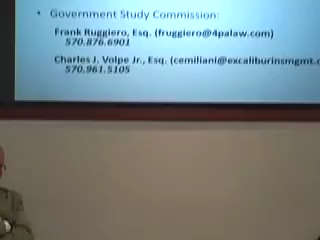 • Government Study Commission:
Frank Ruggiero, Esq. (fruggiero@4palaw.com)
570.876.6901
Charles J. Volpe Jr., Esq. (cemiliani@excaliburinsmgmt.c
570.961.5105